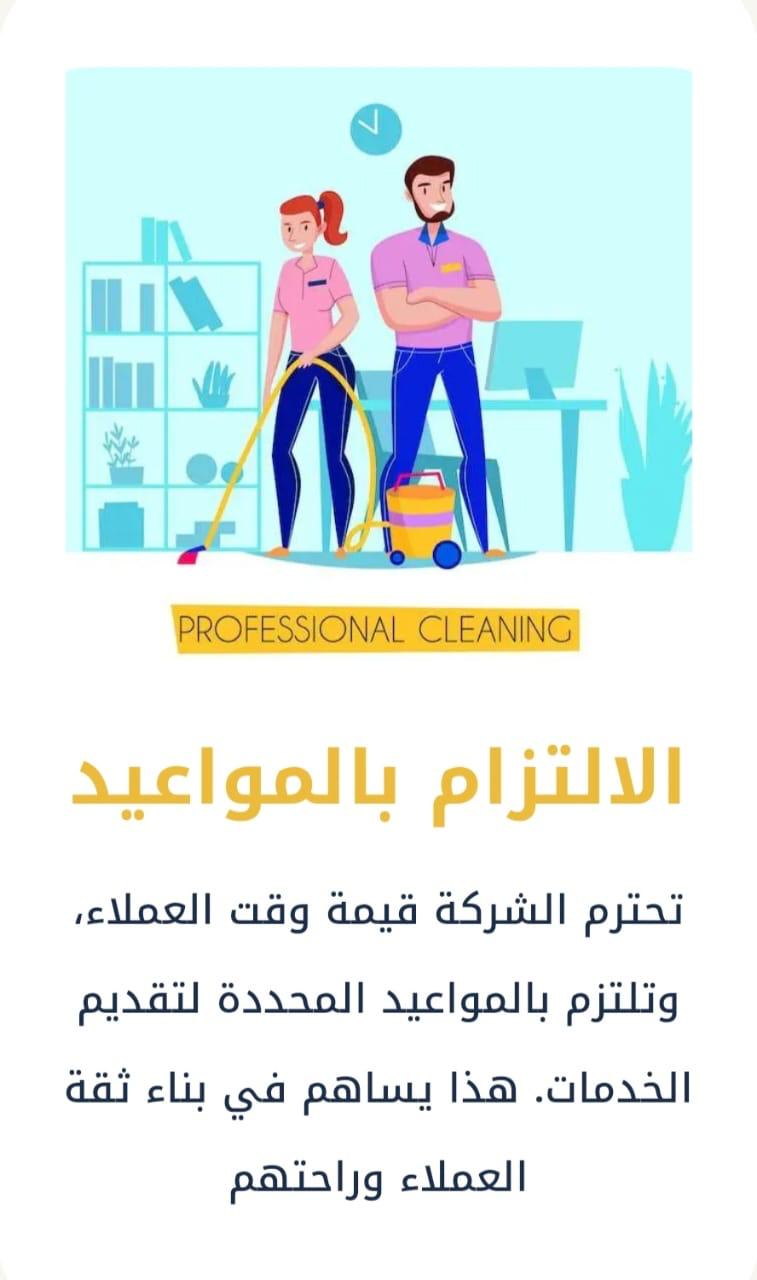 PROFESSIONAL CLEANING
الالتزام بالمواعيد
تحترم الشركة قيمة وقت العملاء،
وتلتزم بالمواعيد المحددة لتقديم
الخدمات. هذا يساهم في بناء ثقة
العملاء وراحتهم